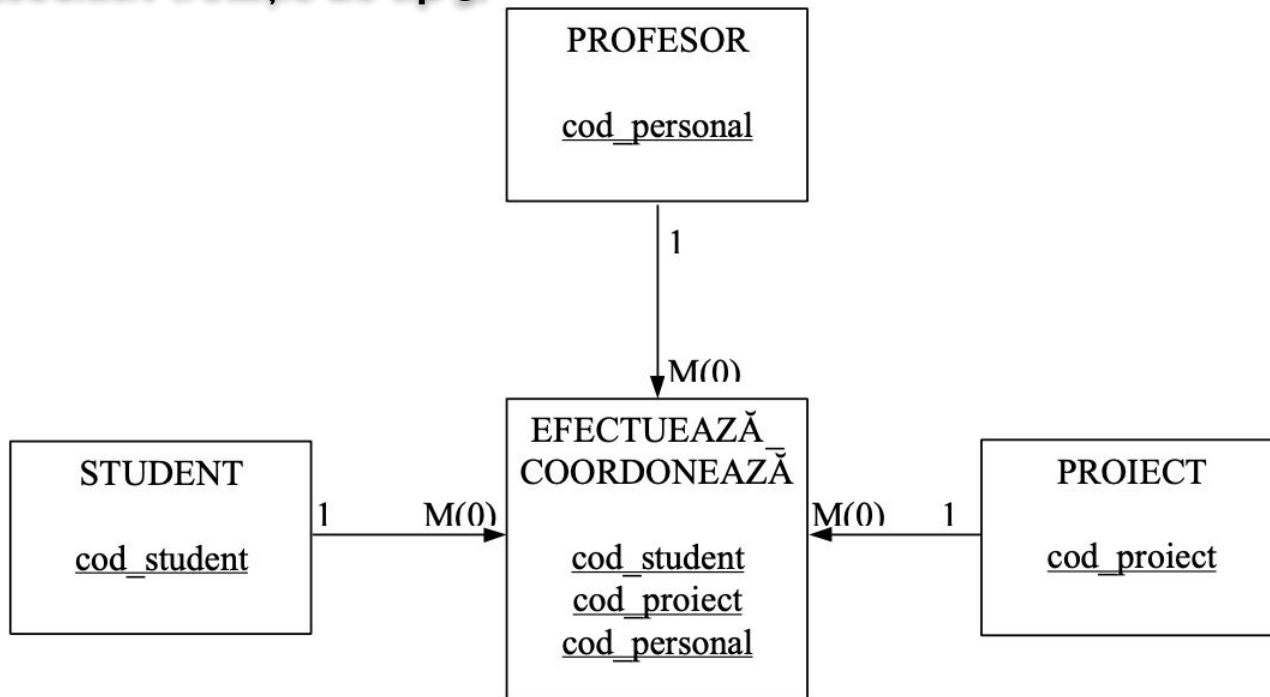 PROFESOR
cod_personal
1
M(0)
EFECTUEAZĂ_
COORDONEAZĂ
cod_student
cod_proiect
cod_personal
STUDENT
cod_student
1
M(0)
PROIECT
cod_proiect
M(0)
1